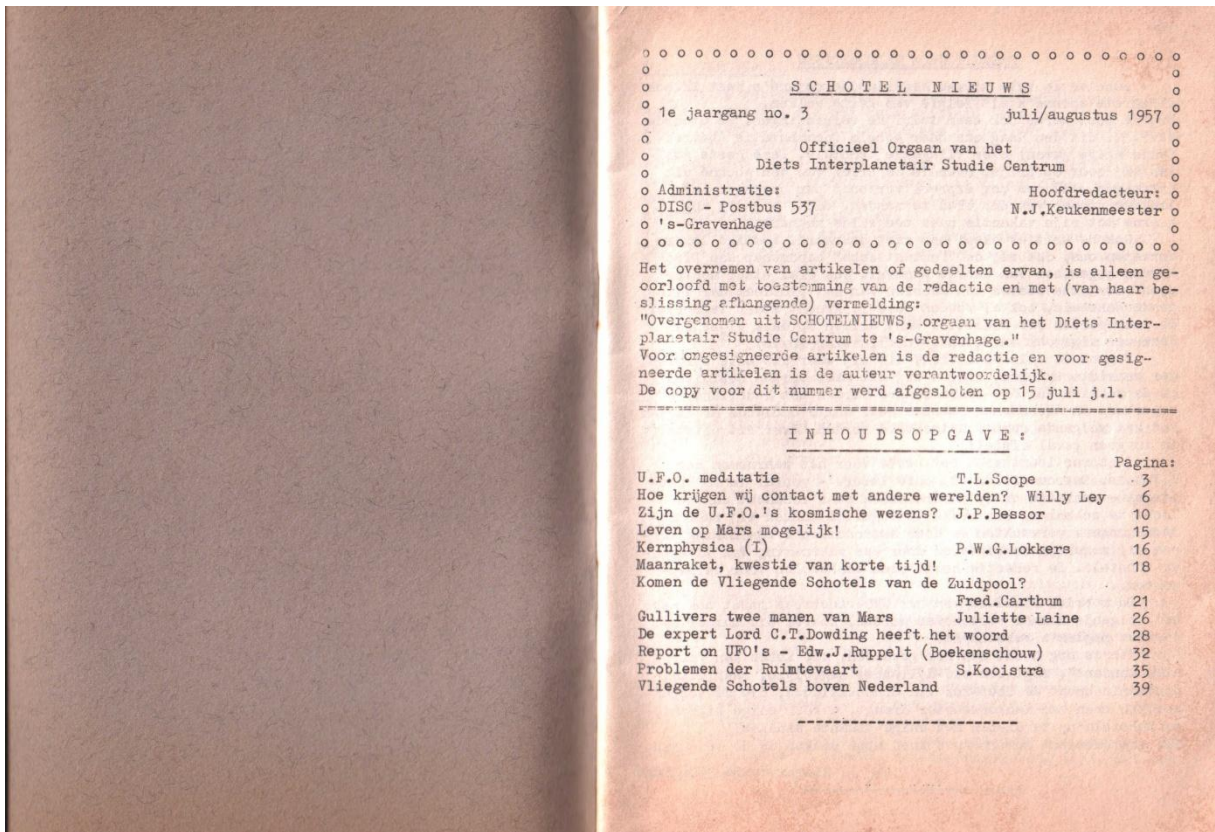 SCHOTEL NIEUWS
1e jaargang no. 3 juli/augustus 1957
Officieel Orgaan van het
Diets Interplanetair Studie Centrum
Administratie: Hoofdredacteur:
DISC - Postbus 537 N.J.Keukenmeester
's-Gravenhage
Het overnemen van artikelen of gedeelten ervan, is alleen ge-
oorloofd met toestemming van de redactie en met (van haar be-
slissing afhangende) vermelding:
"Overgenomen uit SCHOTELNIEUWS, orgaan van het Diets Inter-
planetair Studie Centrum te 's-Gravenhage."
Voor ongesigneerde artikelen is de redactie en voor gesig-
neerde artikelen is de auteur verantwoordelijk.
De copy voor dit nummer werd afgesloten op 15 juli j.l.
INHOUDSOPGAVE:
Pagina:
U.F.O. meditatie T.L.Scope 3
Hoe krijgen wij contact met andere werelden? Willy Ley 6
Zijn de U.F.O.'s kosmische wezens? J.P.Bessor 10
Leven op Mars mogelijk! 15
Kernphysica (I) P.W.G.Lokkers 16
Maanraket, kwestie van korte tijd! 18
Komen de Vliegende Schotels van de Zuidpool?
Fred.Carthum 21
Gullivers twee manen van Mars Juliette Laine 26
De expert Lord C.T.Dowding heeft het woord 28
Report on UFO's - Edw.J.Ruppelt (Boekenschouw) 32
Problemen der Ruimtevaart S.Kooistra 35
Vliegende Schotels boven Nederland 39